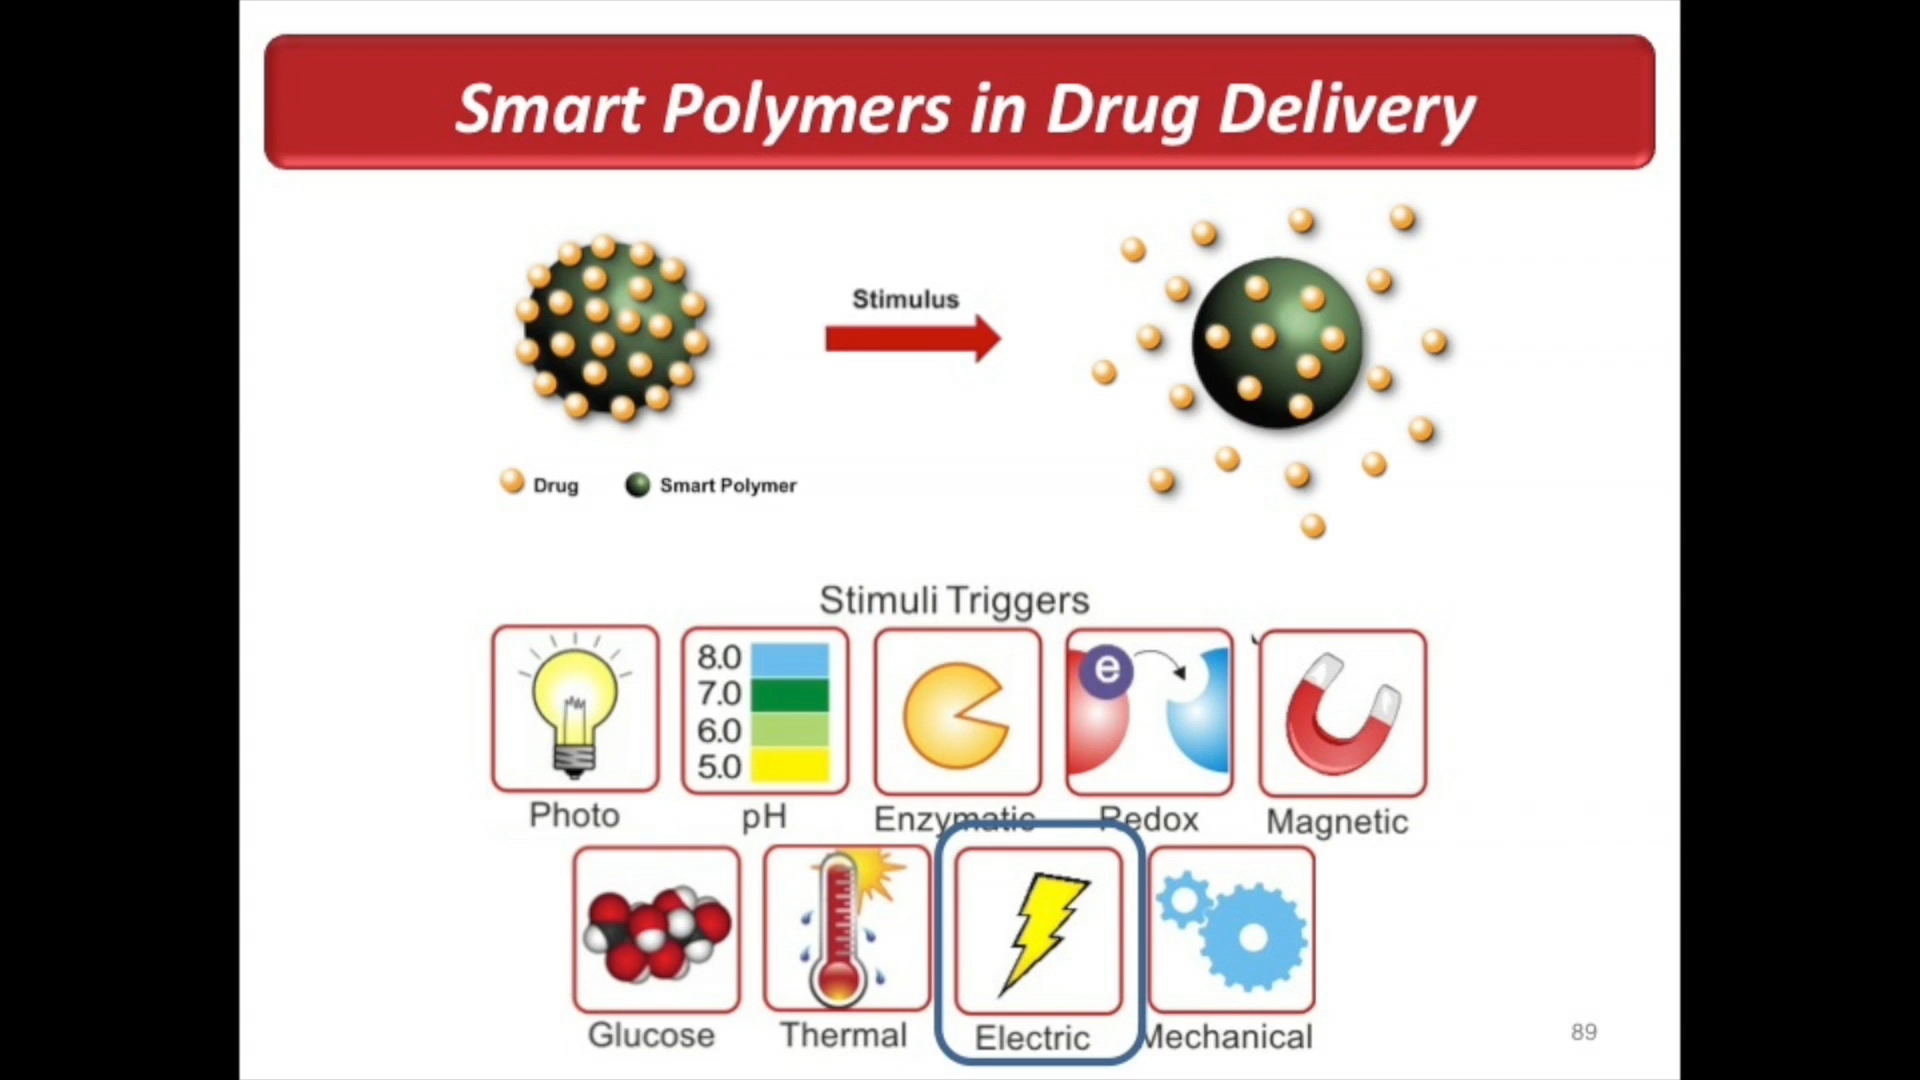 Smart Polymers in Drug Delivery
Stimulus
Drug
Smart Polymer
Stimuli Triggers
8.0
7.0
6.0
5.0
e
Photo
pH
Enzymatic
Redox
Magnetic
Glucose
Thermal
Electric
Mechanical
89